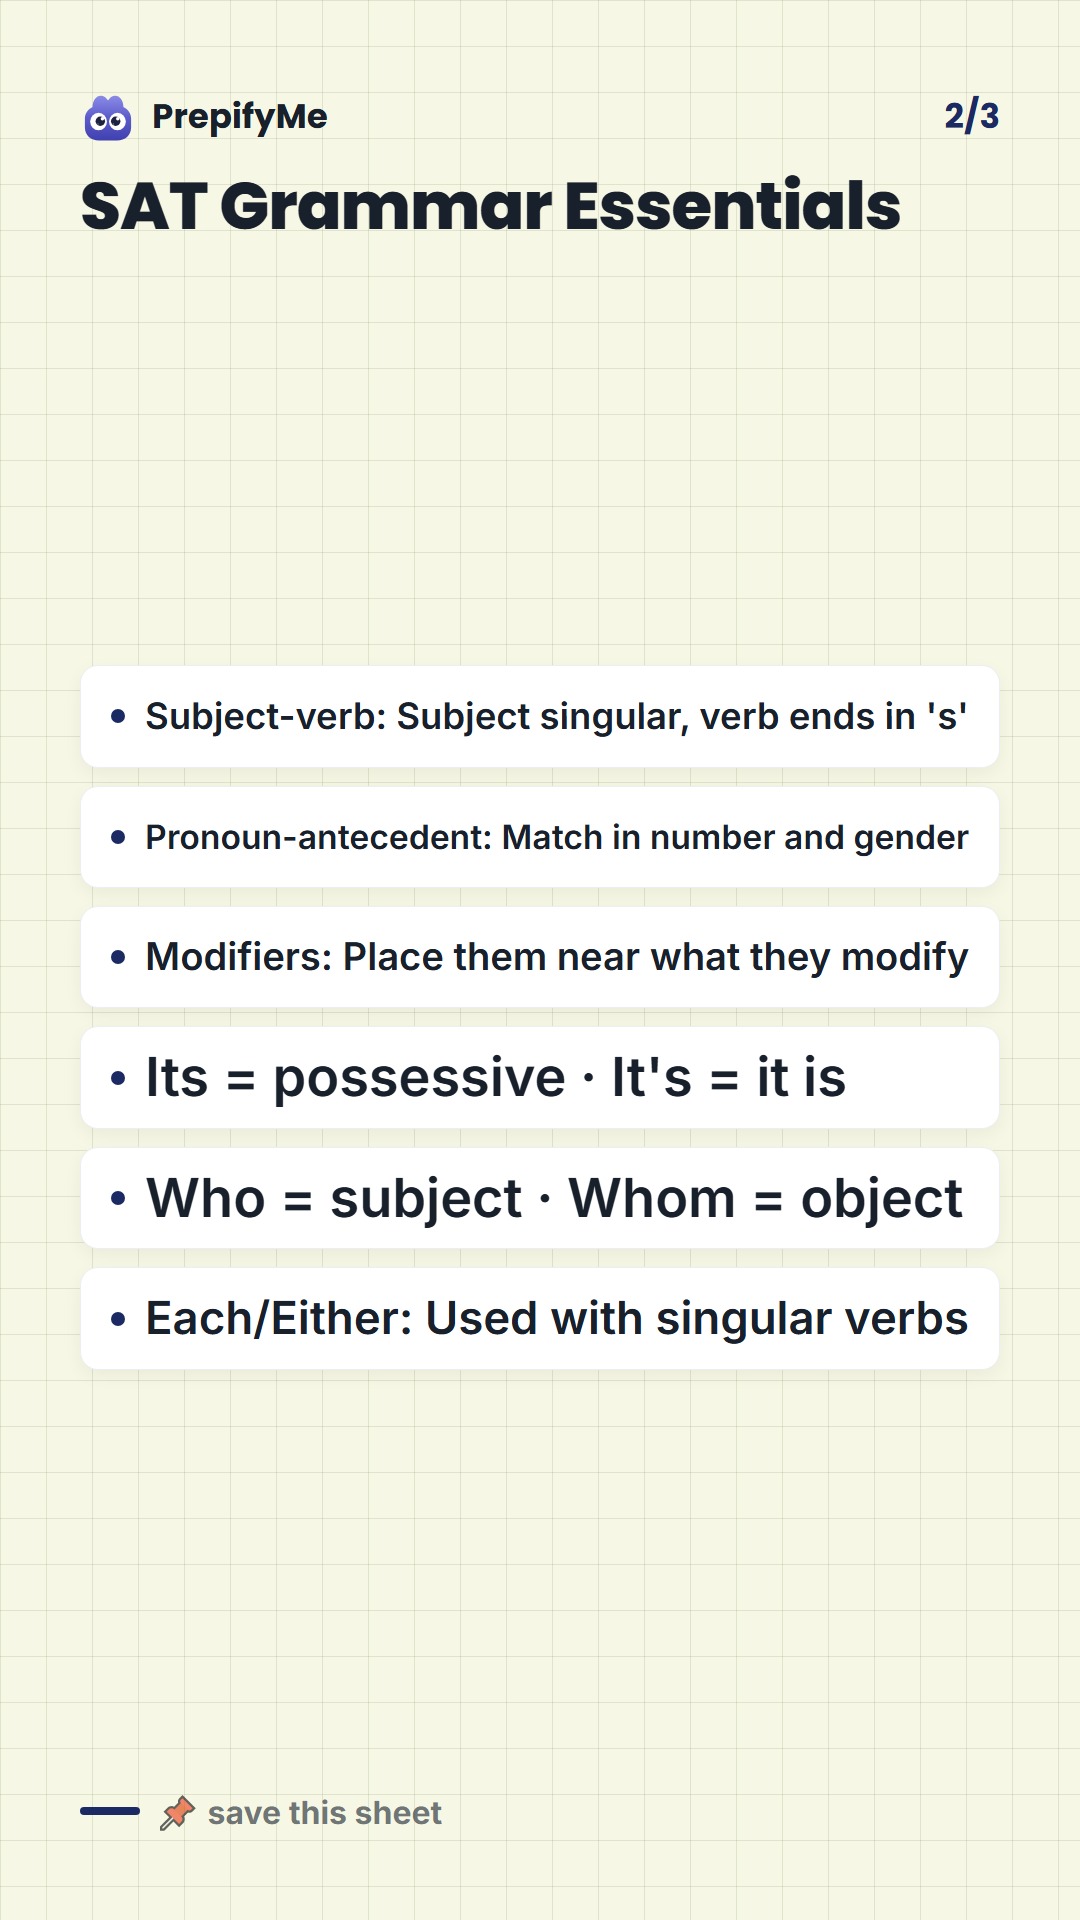 PrepifyMe
2/3
SAT Grammar Essentials
• Subject-verb: Subject singular, verb ends in 's'
• Pronoun-antecedent: Match in number and gender
• Modifiers: Place them near what they modify
• Its = possessive · It's = it is
• Who = subject · Whom = object
• Each/Either: Used with singular verbs
📌 save this sheet